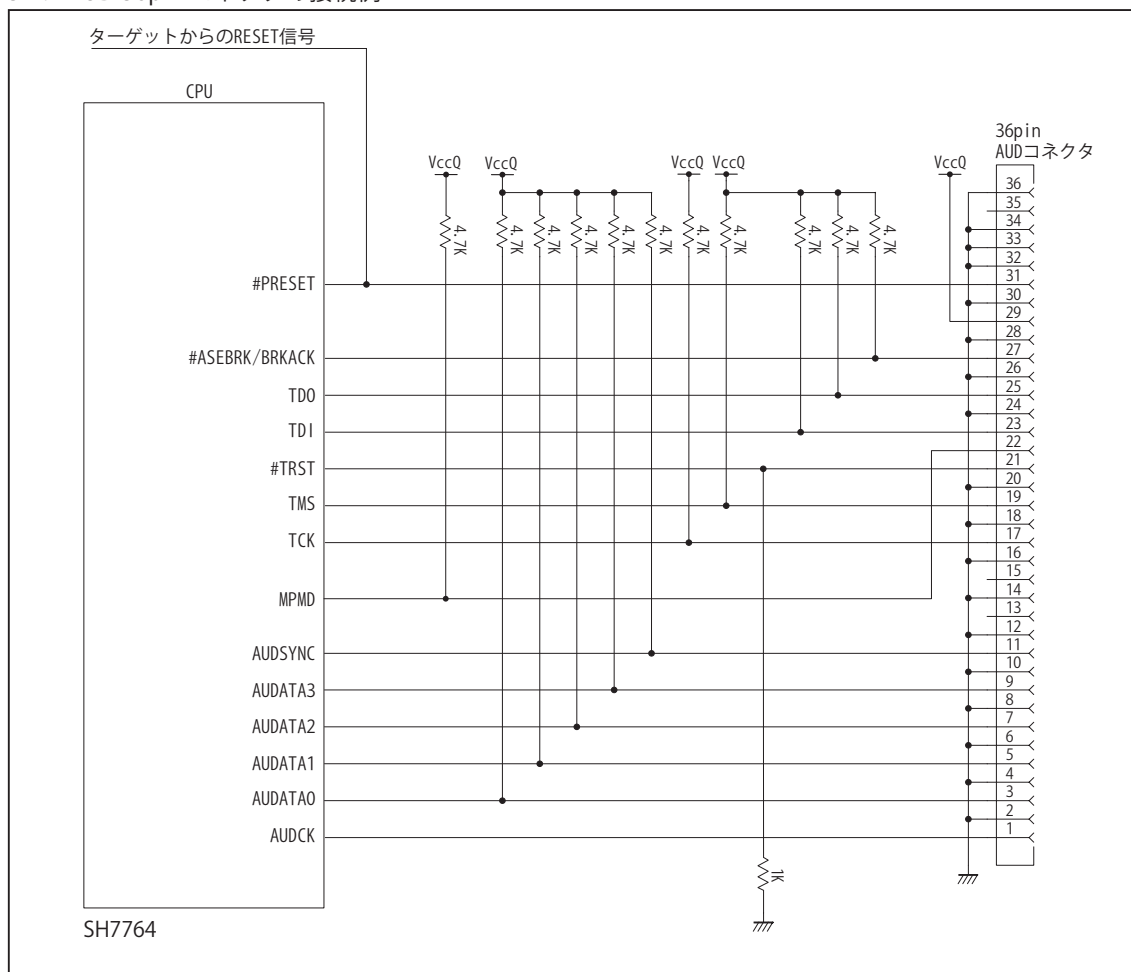 ターゲットからのRESET信号
CPU
36pin
AUDコネクタ
VccQ VccQ VccQ VccQ VccQ
4.7K 4.7K 4.7K 4.7K 4.7K 4.7K 4.7K 4.7K 4.7K 4.7K 4.7K
36
35
34
33
32
#PRESET 31
30
29
28
#ASEBRK/BRKACK 27
26
TDO 25
24
TDI 23
22
#TRST 21
20
TMS 19
18
TCK 17
16
15
MPMD 14
13
12
AUDSYNC 11
10
AUDATA3 9
8
AUDATA2 7
6
AUDATA1 5
4
AUDATA0 3
2
AUDCK 1
1K
SH7764